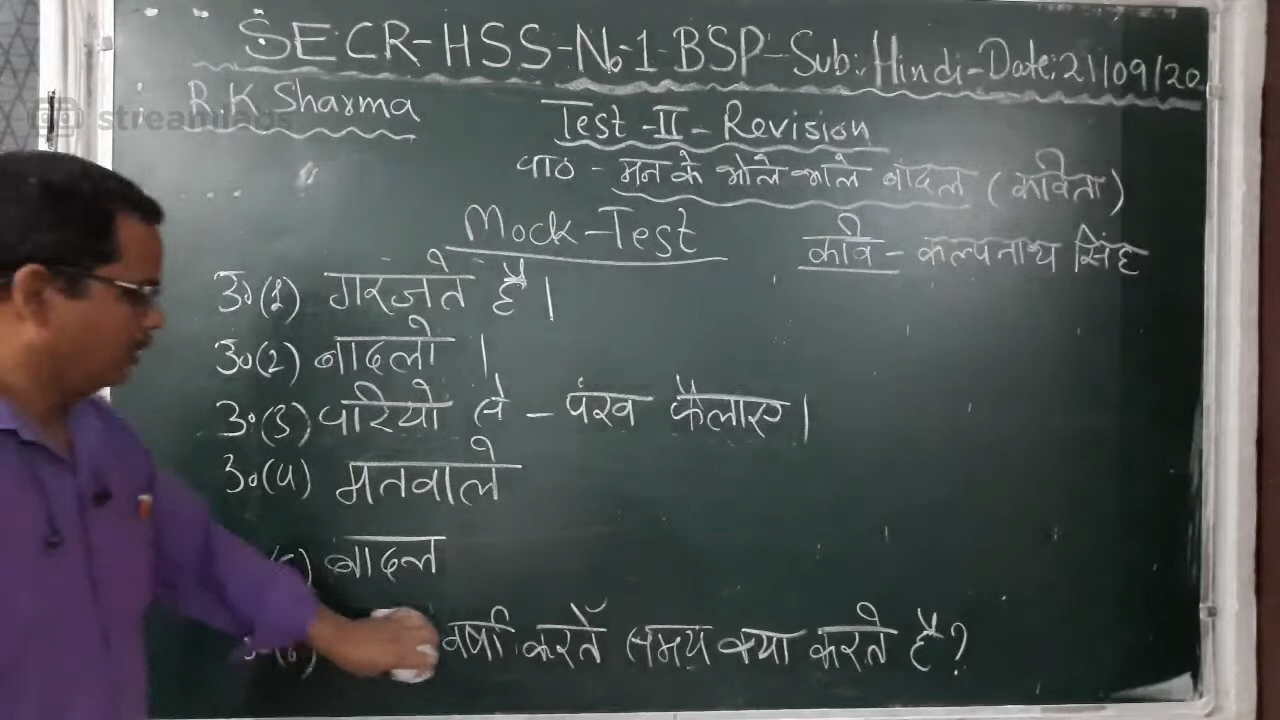 SECR-HSS-No.1-BSP-Sub:Hindi-Date:21/09/20
R.K Sharma
streamlabs
Test-II-Revision
पाठ - मन के भोले-भाले बादल (कविता)
Mock-Test
कवि - कल्पनाथ सिंह
उ०(1) गरजते है।
उ०(2) बादलो ।
उ०(3) परियो से - पंख फैलाए।
उ०(4) मतवाले
बादल
वर्षा करतें समय क्या करते है?